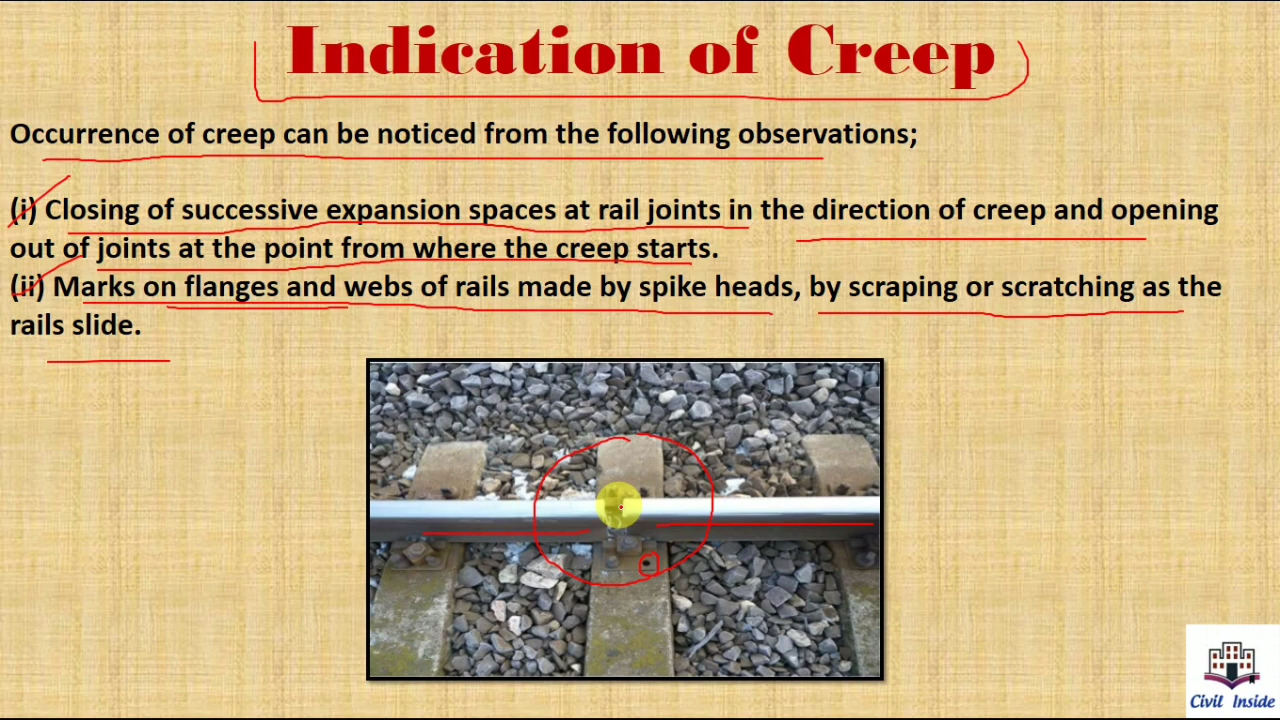 Indication of Creep
Occurrence of creep can be noticed from the following observations;
(i) Closing of successive expansion spaces at rail joints in the direction of creep and opening
out of joints at the point from where the creep starts.
(ii) Marks on flanges and webs of rails made by spike heads, by scraping or scratching as the
rails slide.
Civil Inside